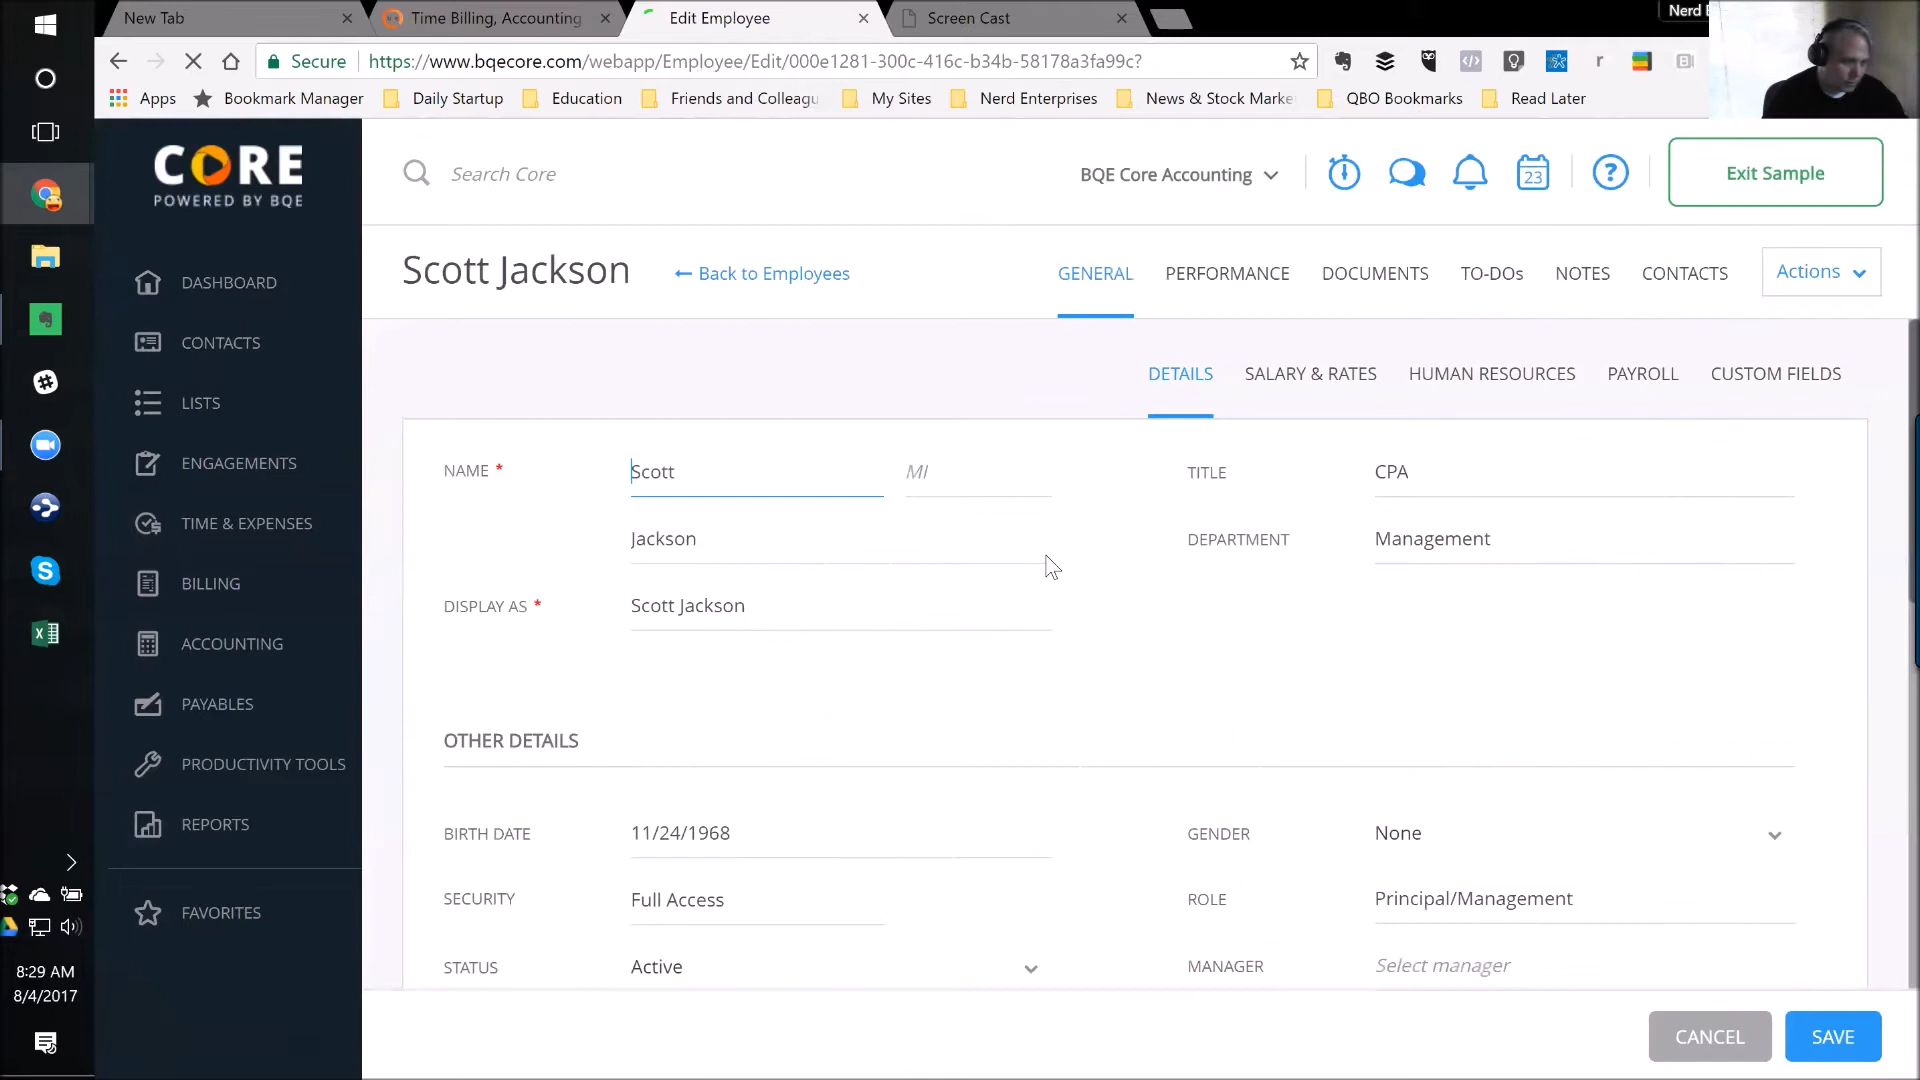 New Tab
Time Billing, Accounting
Edit Employee
Screen Cast
Nerd
Secure
https://www.bqecore.com/webapp/Employee/Edit/000e1281-300c-416c-b34b-58178a3fa99c?
Apps
Bookmark Manager
Daily Startup
Education
Friends and Colleagu
My Sites
Nerd Enterprises
News & Stock Marke
QBO Bookmarks
Read Later
CORE
POWERED BY BQE
Search Core
BQE Core Accounting
23
?
Exit Sample
Scott Jackson
Back to Employees
GENERAL
PERFORMANCE
DOCUMENTS
TO-DOs
NOTES
CONTACTS
Actions
DASHBOARD
CONTACTS
LISTS
ENGAGEMENTS
TIME & EXPENSES
BILLING
ACCOUNTING
PAYABLES
PRODUCTIVITY TOOLS
REPORTS
FAVORITES
DETAILS
SALARY & RATES
HUMAN RESOURCES
PAYROLL
CUSTOM FIELDS
NAME *
Scott
MI
TITLE
CPA
Jackson
DEPARTMENT
Management
DISPLAY AS *
Scott Jackson
OTHER DETAILS
BIRTH DATE
11/24/1968
GENDER
None
SECURITY
Full Access
ROLE
Principal/Management
STATUS
Active
MANAGER
Select manager
CANCEL
SAVE
8:29 AM
8/4/2017